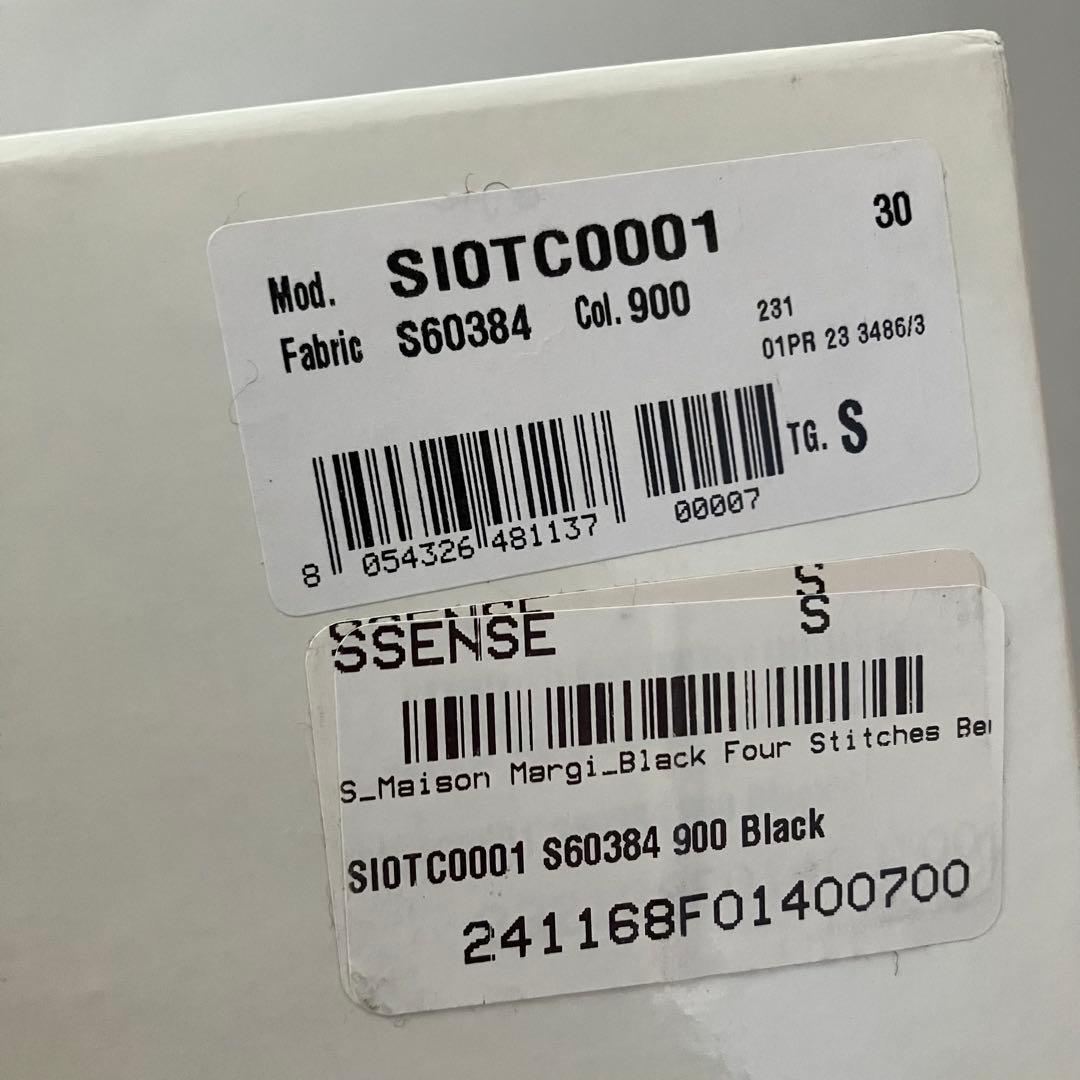 Mod. SI0TC0001 30
Fabric S60384 Col. 900 231
01PR 23 3486/3
TG. S
8 054326 481137 00007
SSENSE S
SSENSE S
S_Maison Margi_Black Four Stitches Be
SI0TC0001 S60384 900 Black
241168F01400700